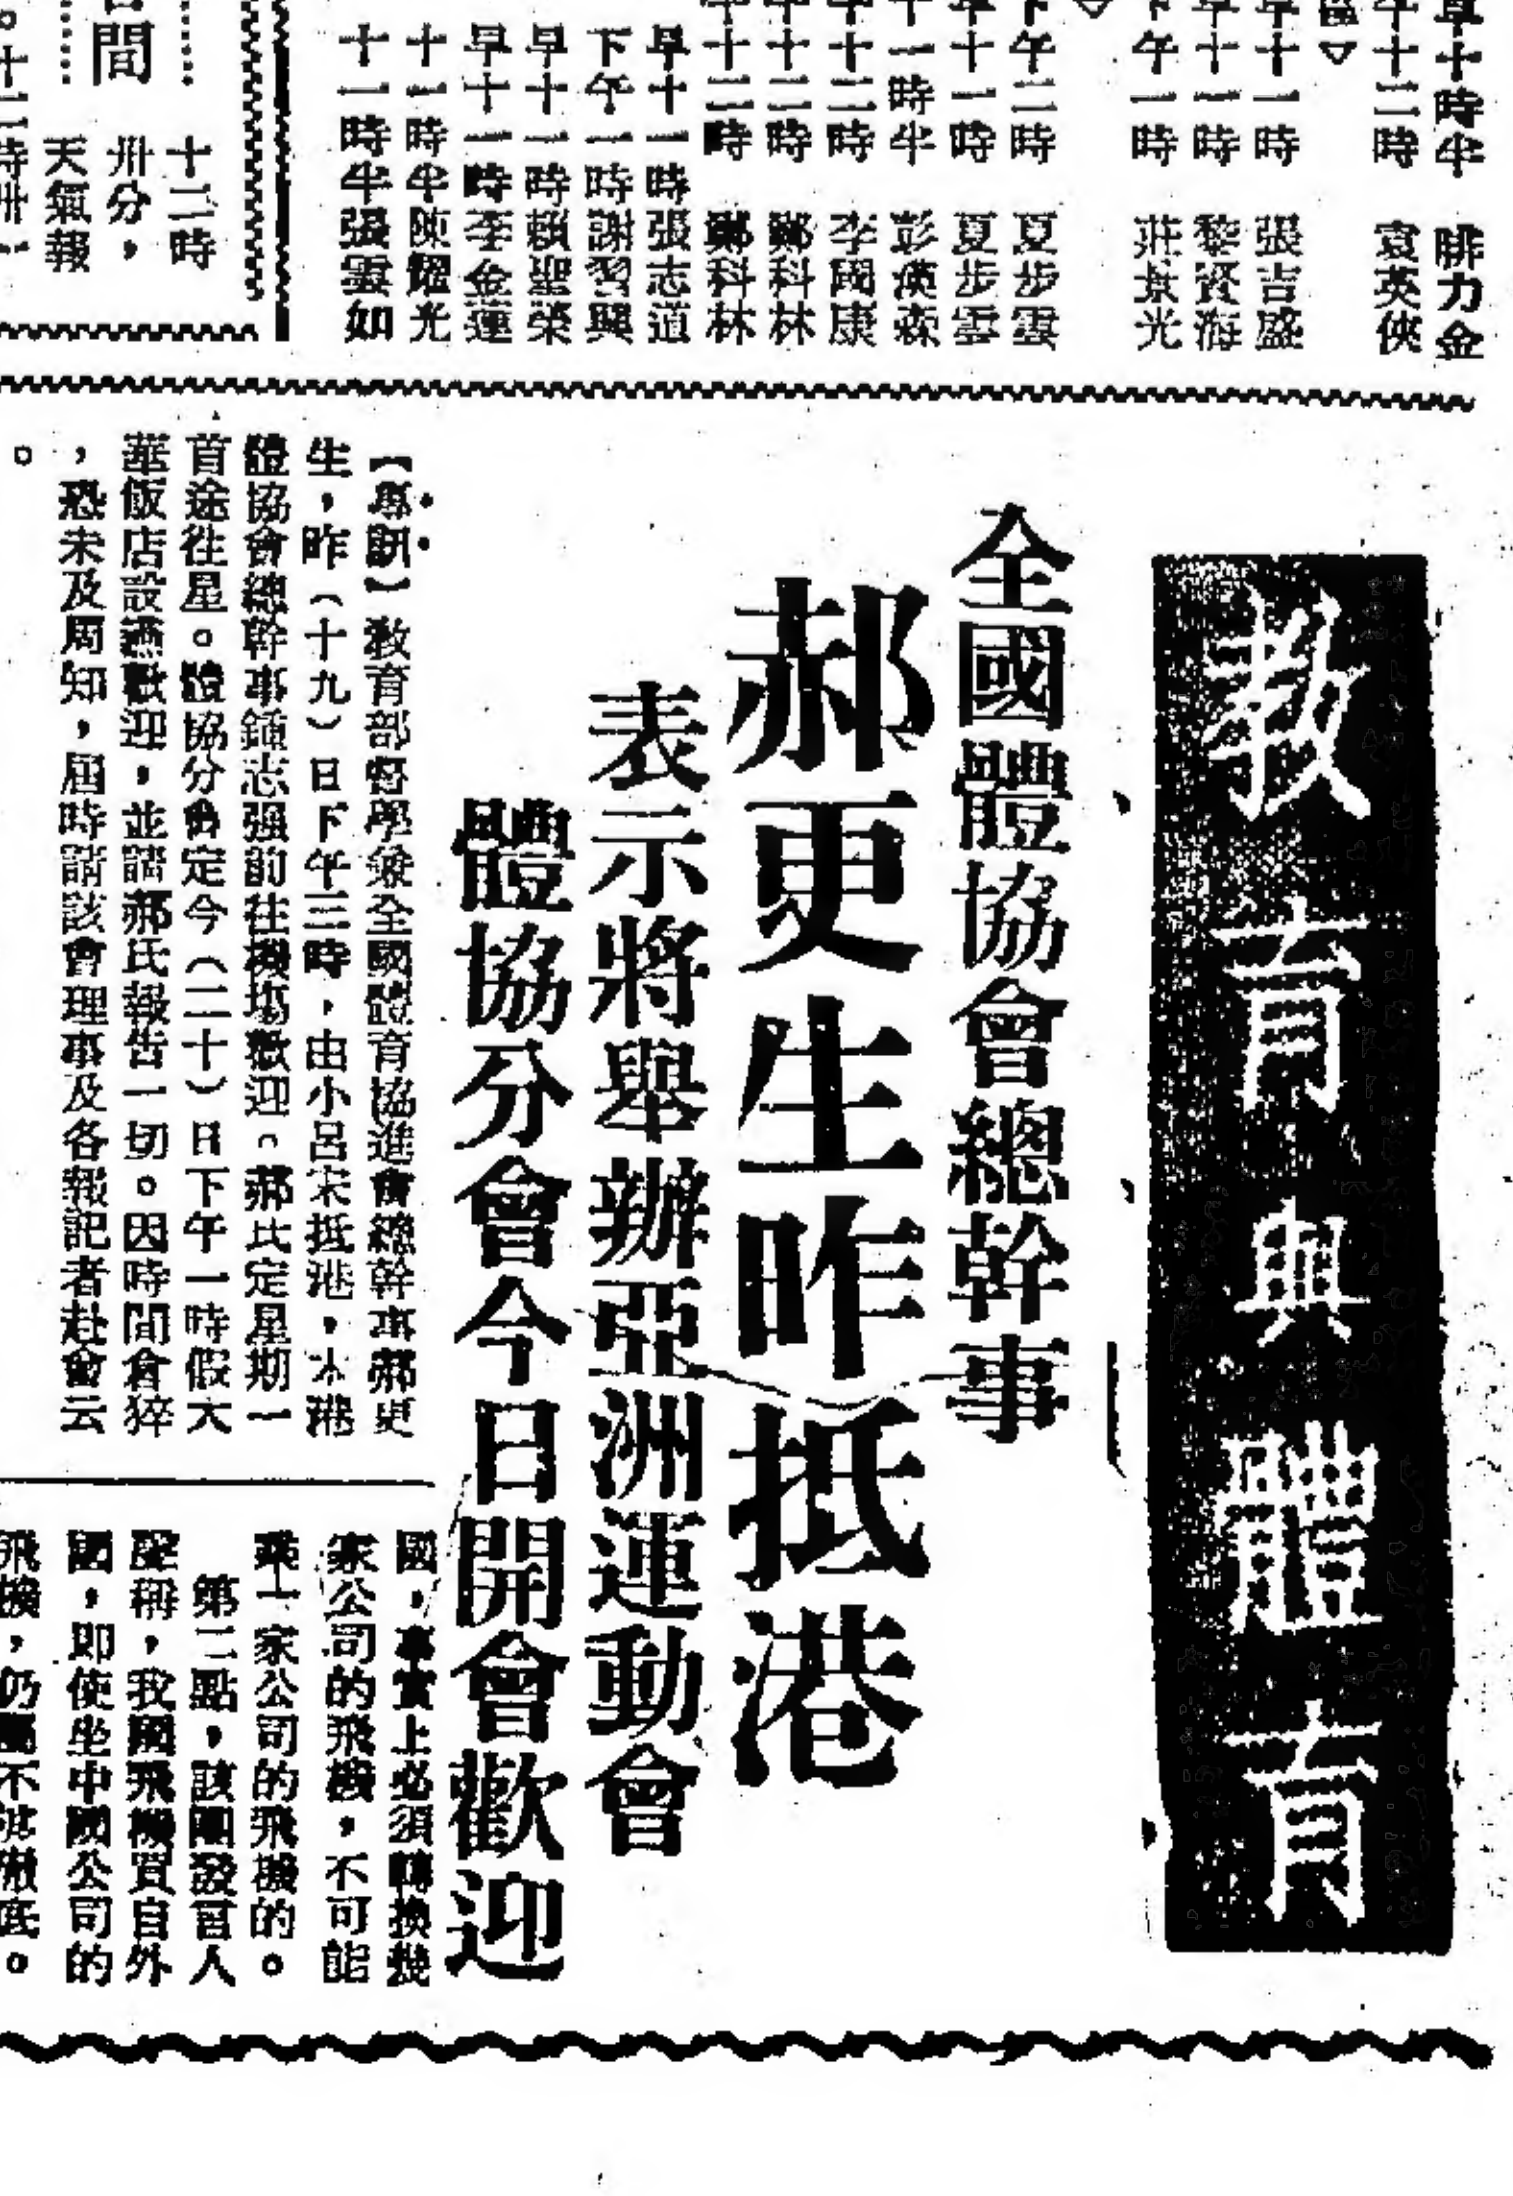 早十時半 腓力金
午十二時 袁英俠
區▽
早十一時 張吉盛
早十一時 黎賢海
下午一時 莊景光
▽
下午二時 夏步雲
早十一時 夏步雲
十一時半 彭漢森
午十二時 李國康
午十二時 鄭科林
午十二時 鄭科林
早十一時張志道
下午一時謝習興
早十一時賴聖榮
早十一時李金蓮
十一時半陳耀光
十一時半張雲如
十二時
間 卅分，
天氣報
教育與體育
全國體協會總幹事
郝更生昨抵港
表示將舉辦亞洲運動會
體協分會今日開會歡迎
【專訊】教育部督學兼全國體育協進會總幹事郝更
生，昨（十九）日下午三時，由小呂宋抵港，本港
體協會總幹事鍾志强前往機塲歡迎。郝氏定星期一
首途往星。體協分會定今（二十）日下午一時假大
華飯店設讌歡迎，並請郝氏報告一切。因時間倉猝
，恐未及周知，屆時請該會理事及各報記者赴會云
。
國，事實上必須轉換幾
家公司的飛機，不可能
乘一家公司的飛機的。
第二點，該團發言人
聲稱，我國飛機買自外
國，即使坐中國公司的
飛機，仍屬不徹底。